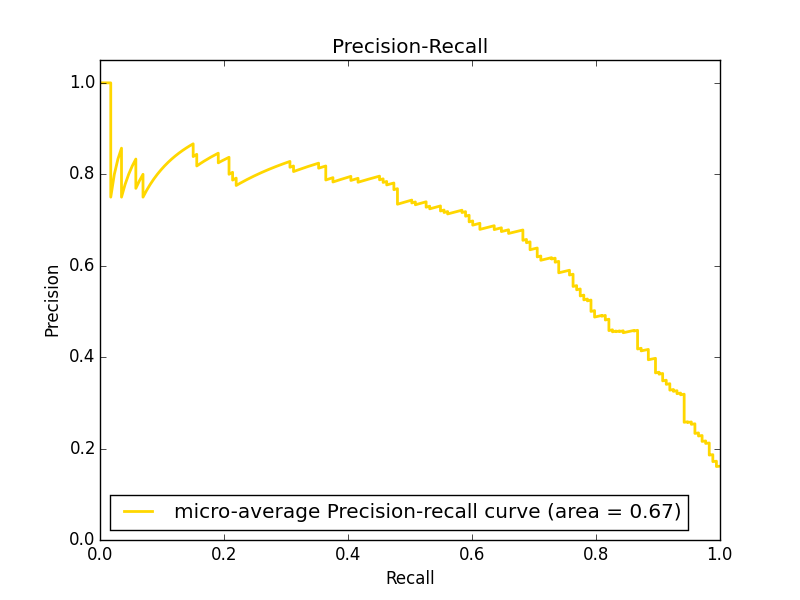 Precision-Recall
1.0
0.8
0.6
0.4
0.2
0.0
Precision
micro-average Precision-recall curve (area = 0.67)
0.0 0.2 0.4 0.6 0.8 1.0
Recall